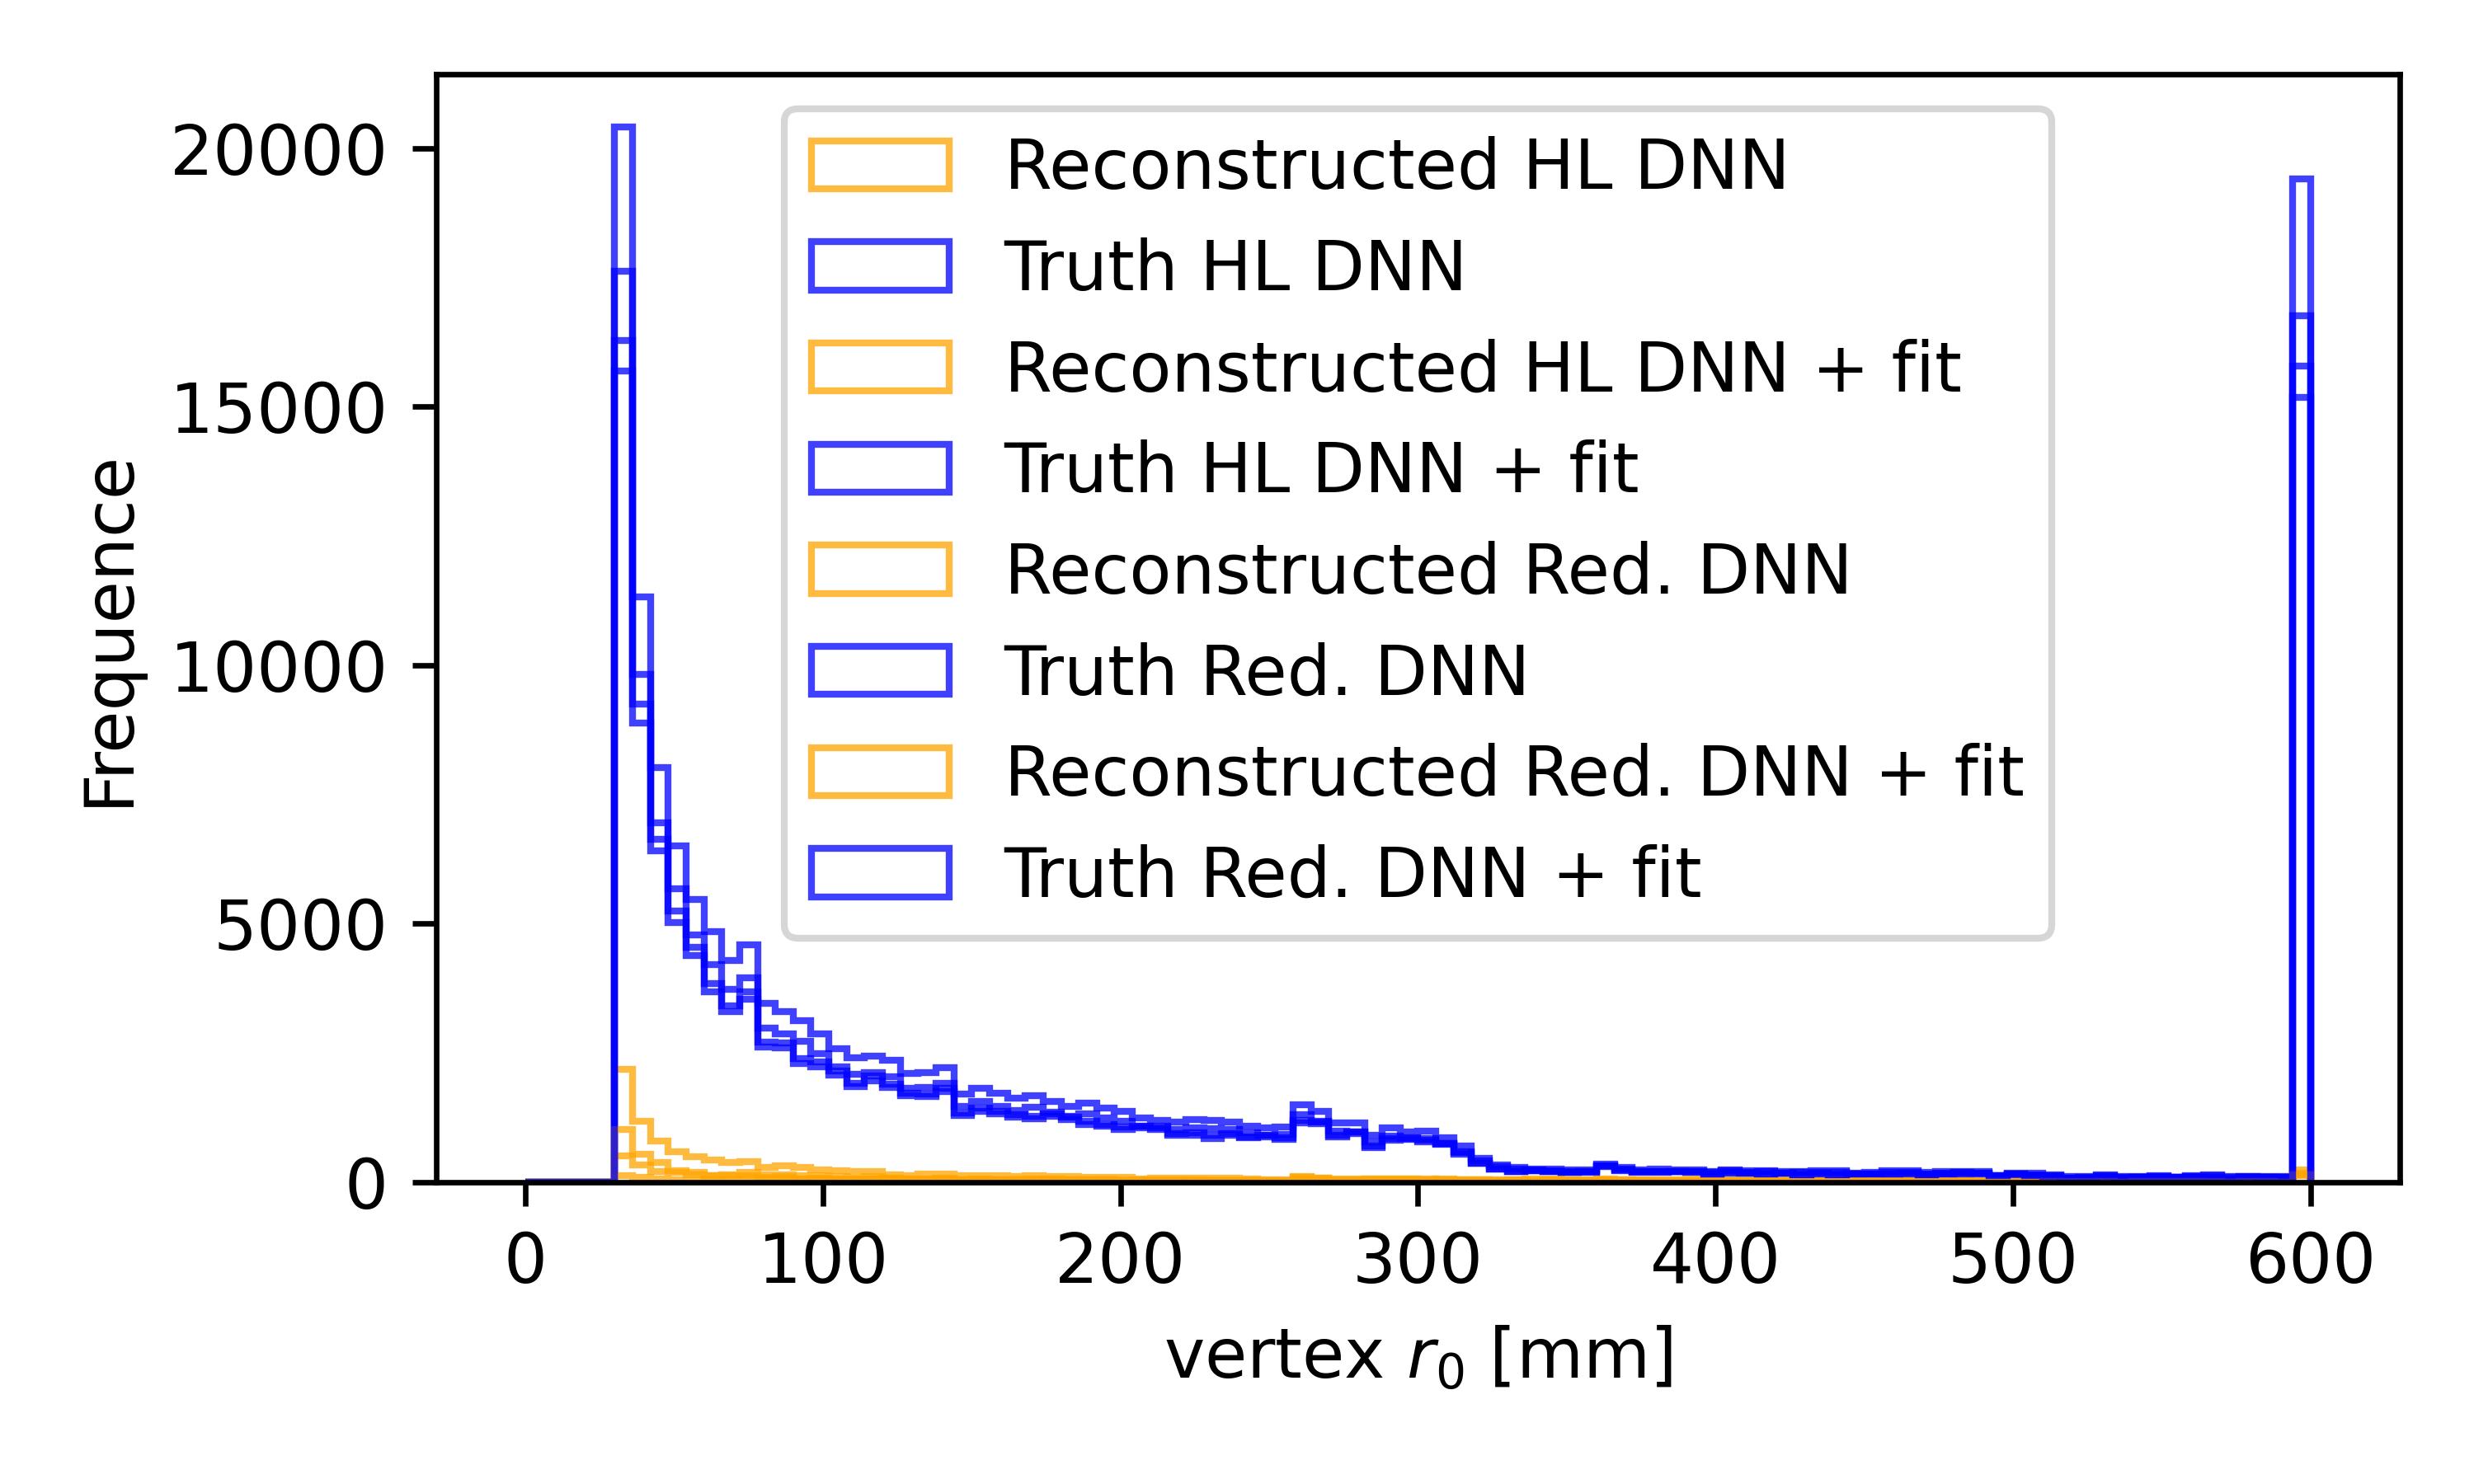 20000
15000
10000
5000
0
Frequence
Reconstructed HL DNN
Truth HL DNN
Reconstructed HL DNN + fit
Truth HL DNN + fit
Reconstructed Red. DNN
Truth Red. DNN
Reconstructed Red. DNN + fit
Truth Red. DNN + fit
0 100 200 300 400 500 600
vertex r₀ [mm]